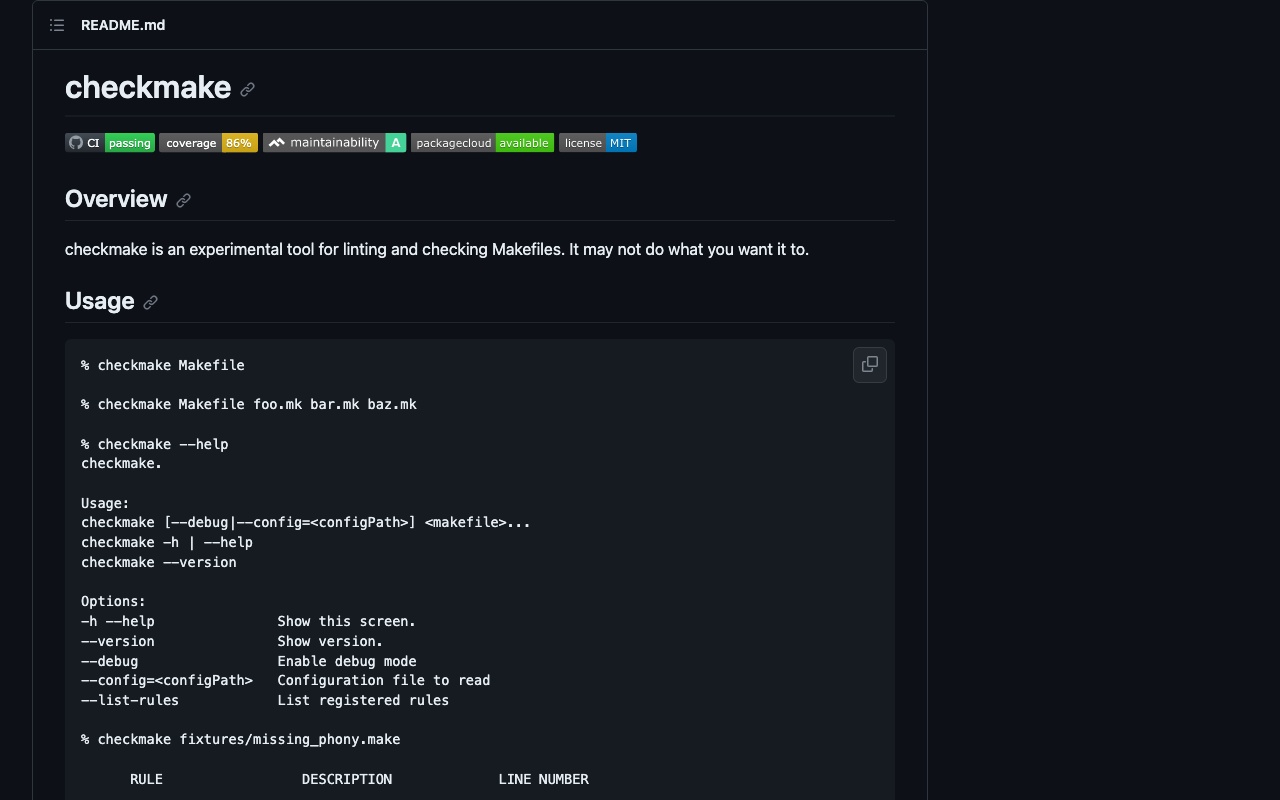 README.md
checkmake
CI passing coverage 86% maintainability A packagecloud available license MIT
Overview
checkmake is an experimental tool for linting and checking Makefiles. It may not do what you want it to.
Usage
% checkmake Makefile
% checkmake Makefile foo.mk bar.mk baz.mk
% checkmake --help
checkmake.
Usage:
checkmake [--debug|--config=<configPath>] <makefile>...
checkmake -h | --help
checkmake --version
Options:
-h --help               Show this screen.
--version               Show version.
--debug                 Enable debug mode
--config=<configPath>   Configuration file to read
--list-rules            List registered rules
% checkmake fixtures/missing_phony.make
RULE                 DESCRIPTION             LINE NUMBER